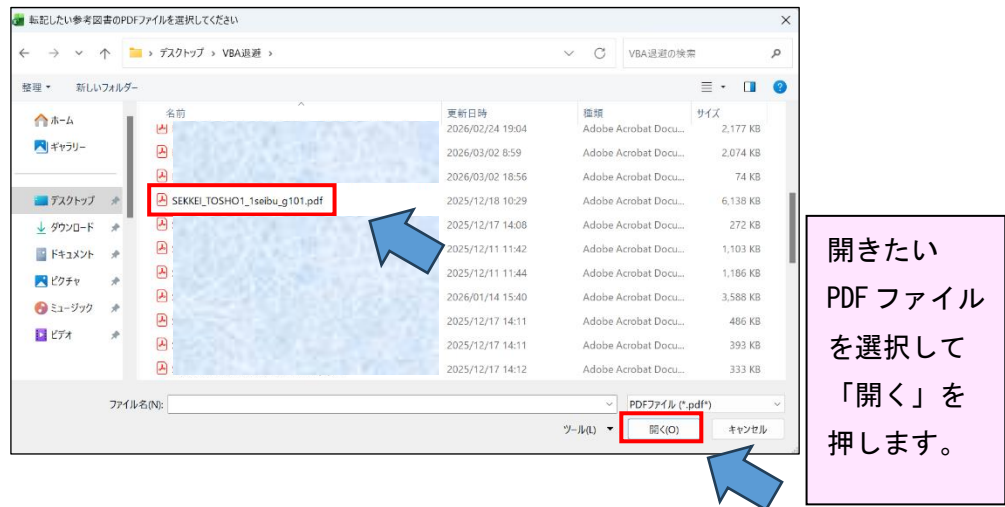 転記したい参考図書のPDFファイルを選択してください
デスクトップ › VBA退避 ›
VBA退避の検索
整理 新しいフォルダー
ホーム
ギャラリー
デスクトップ
ダウンロード
ドキュメント
ピクチャ
ミュージック
ビデオ
名前 更新日時 種類 サイズ
2026/02/24 19:04 Adobe Acrobat Docu... 2,177 KB
2026/03/02 8:59 Adobe Acrobat Docu... 2,074 KB
2026/03/02 18:56 Adobe Acrobat Docu... 74 KB
SEKKEI_TOSHO1_1seibu_g101.pdf 2025/12/18 10:29 Adobe Acrobat Docu... 6,138 KB
2025/12/17 14:08 Adobe Acrobat Docu... 272 KB
2025/12/11 11:42 Adobe Acrobat Docu... 1,103 KB
2025/12/11 11:44 Adobe Acrobat Docu... 1,186 KB
2026/01/14 15:40 Adobe Acrobat Docu... 3,588 KB
2025/12/17 14:11 Adobe Acrobat Docu... 486 KB
2025/12/17 14:11 Adobe Acrobat Docu... 393 KB
2025/12/17 14:12 Adobe Acrobat Docu... 333 KB
ファイル名(N): PDFファイル (*.pdf*)
ツール(L) 開く(O) キャンセル
開きたい
PDFファイル
を選択して
「開く」を
押します。